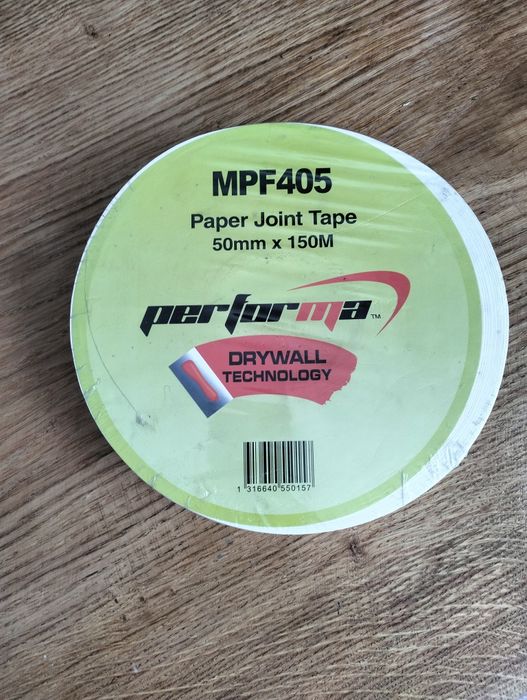 MPF405
Paper Joint Tape
50mm x 150M
performa™
DRYWALL
TECHNOLOGY
1 316640 550157